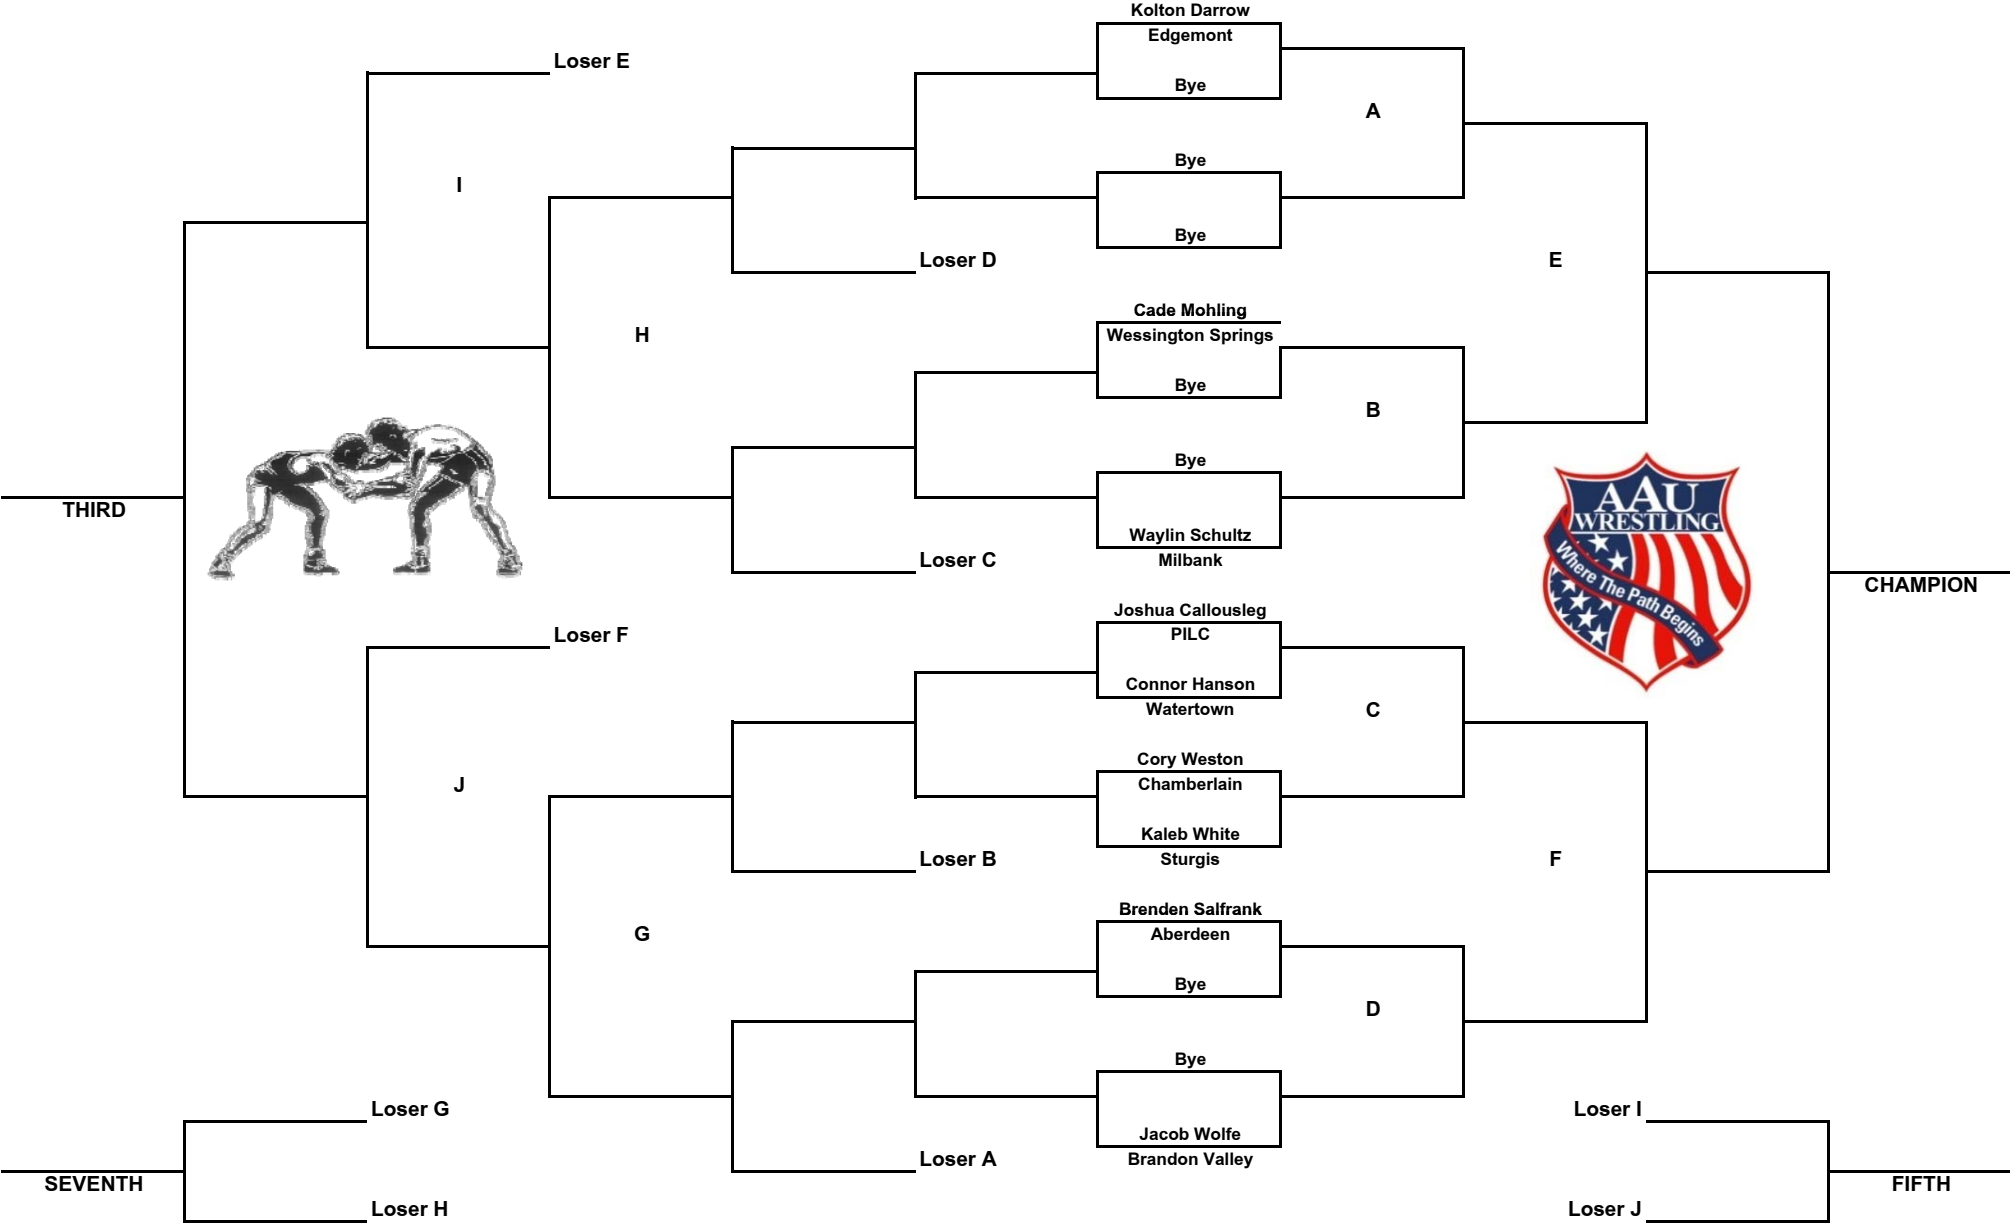 Kolton Darrow
Edgemont
Loser E
Bye
A
Bye
I
Bye
Loser D
E
Cade Mohling
Wessington Springs
H
Bye
B
Bye
AAU
WRESTLING
Where The Path Begins
THIRD
Waylin Schultz
Milbank
Loser C
CHAMPION
Joshua Callousleg
PILC
Loser F
Connor Hanson
Watertown
C
Cory Weston
Chamberlain
J
Kaleb White
Sturgis
Loser B
F
Brenden Salfrank
Aberdeen
G
Bye
D
Bye
Loser G
Loser I
Jacob Wolfe
Brandon Valley
Loser A
SEVENTH
FIFTH
Loser H
Loser J